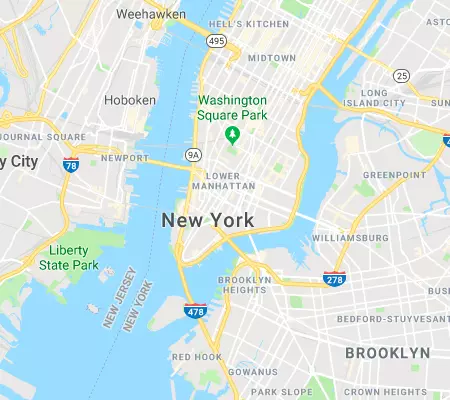 Weehawken
HELL'S KITCHEN
ASTO
495
MIDTOWN
25
LONG
ISLAND CITY
Hoboken
Washington
Square Park
JOURNAL SQUARE
NEWPORT
9A
y City
78
LOWER
MANHATTAN
GREENPOINT
New York
WILLIAMSBURG
Liberty
State Park
NEW JERSEY
NEW YORK
BROOKLYN
HEIGHTS
278
BUS
478
BEDFORD-STUYVESANT
RED HOOK
BROOKLYN
GOWANUS
PARK SLOPE
CROWN HEIGHTS